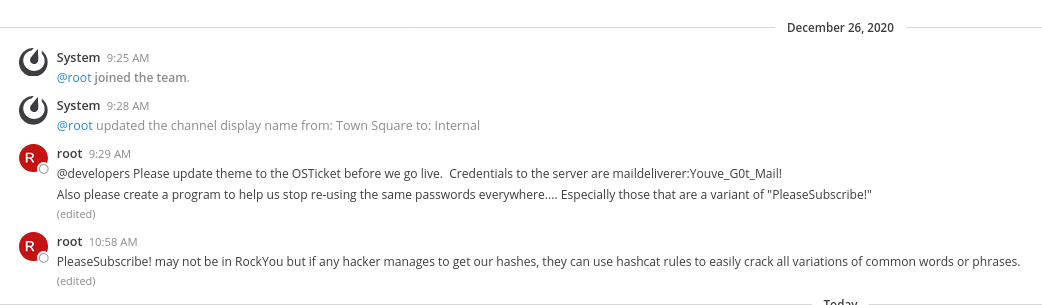 December 26, 2020
System 9:25 AM
@root joined the team.
System 9:28 AM
@root updated the channel display name from: Town Square to: Internal
R root 9:29 AM
@developers Please update theme to the OSTicket before we go live.  Credentials to the server are maildeliverer:Youve_G0t_Mail!
Also please create a program to help us stop re-using the same passwords everywhere.... Especially those that are a variant of "PleaseSubscribe!"
(edited)
R root 10:58 AM
PleaseSubscribe! may not be in RockYou but if any hacker manages to get our hashes, they can use hashcat rules to easily crack all variations of common words or phrases.
(edited)
Today